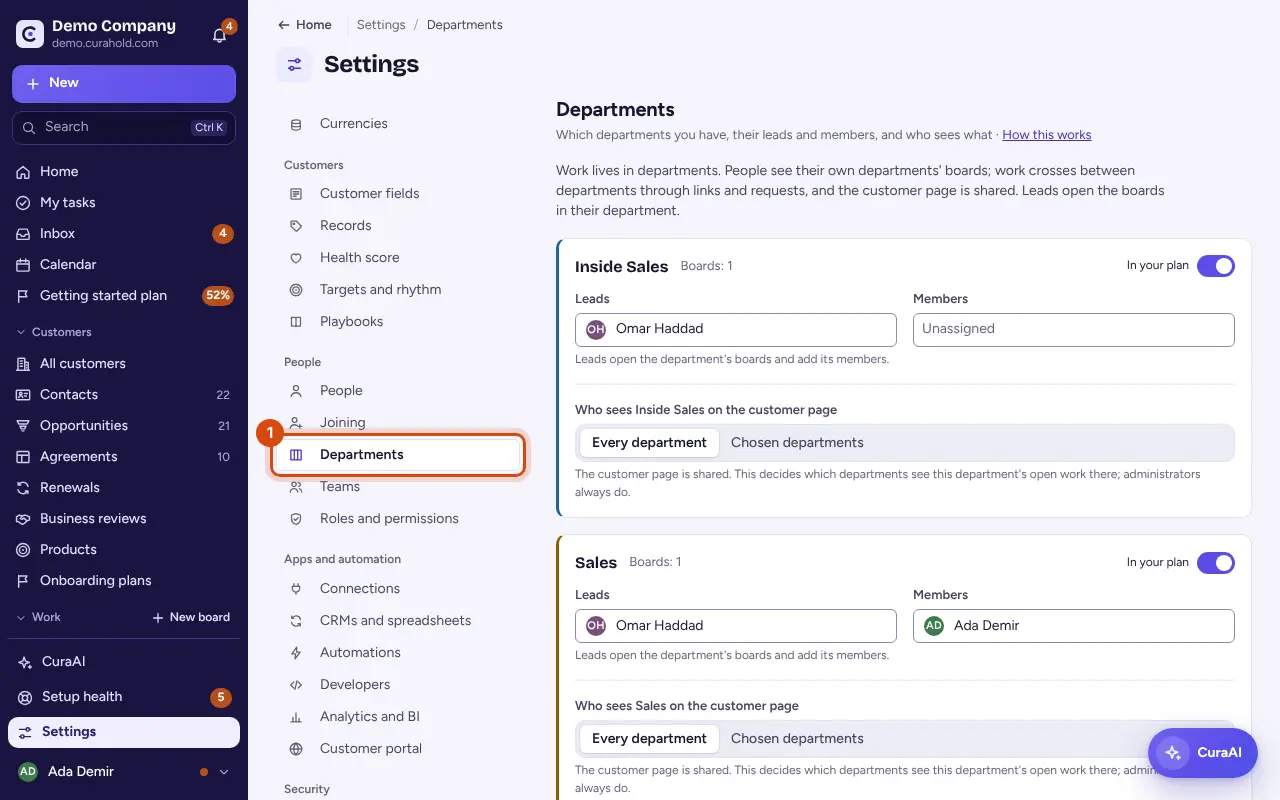 Demo Company
demo.curahold.com
4
New
Search
Ctrl K
Home
My tasks
Inbox
4
Calendar
Getting started plan
52%
Customers
All customers
Contacts
22
Opportunities
21
Agreements
10
Renewals
Business reviews
Products
Onboarding plans
Work
New board
CuraAI
Setup health
5
Settings
AD
Ada Demir
Home
Settings / Departments
Settings
Currencies
Customers
Customer fields
Records
Health score
Targets and rhythm
Playbooks
People
People
Joining
1
Departments
Teams
Roles and permissions
Apps and automation
Connections
CRMs and spreadsheets
Automations
Developers
Analytics and BI
Customer portal
Security
Departments
Which departments you have, their leads and members, and who sees what · How this works
Work lives in departments. People see their own departments' boards; work crosses between
departments through links and requests, and the customer page is shared. Leads open the boards
in their department.
Inside Sales
Boards: 1
In your plan
Leads
Members
OH
Omar Haddad
Unassigned
Leads open the department's boards and add its members.
Who sees Inside Sales on the customer page
Every department
Chosen departments
The customer page is shared. This decides which departments see this department's open work there; administrators
always do.
Sales
Boards: 1
In your plan
Leads
Members
OH
Omar Haddad
AD
Ada Demir
Leads open the department's boards and add its members.
Who sees Sales on the customer page
Every department
Chosen departments
The customer page is shared. This decides which departments see this department's open work there;
always do.
CuraAI